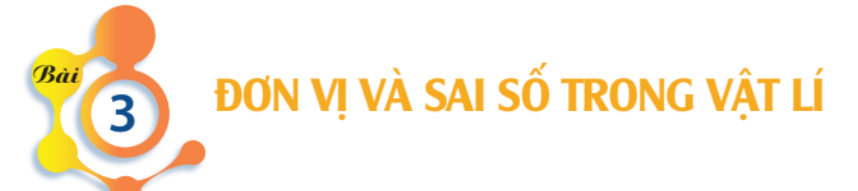 Bài
3
ĐƠN VỊ VÀ SAI SỐ TRONG VẬT LÍ